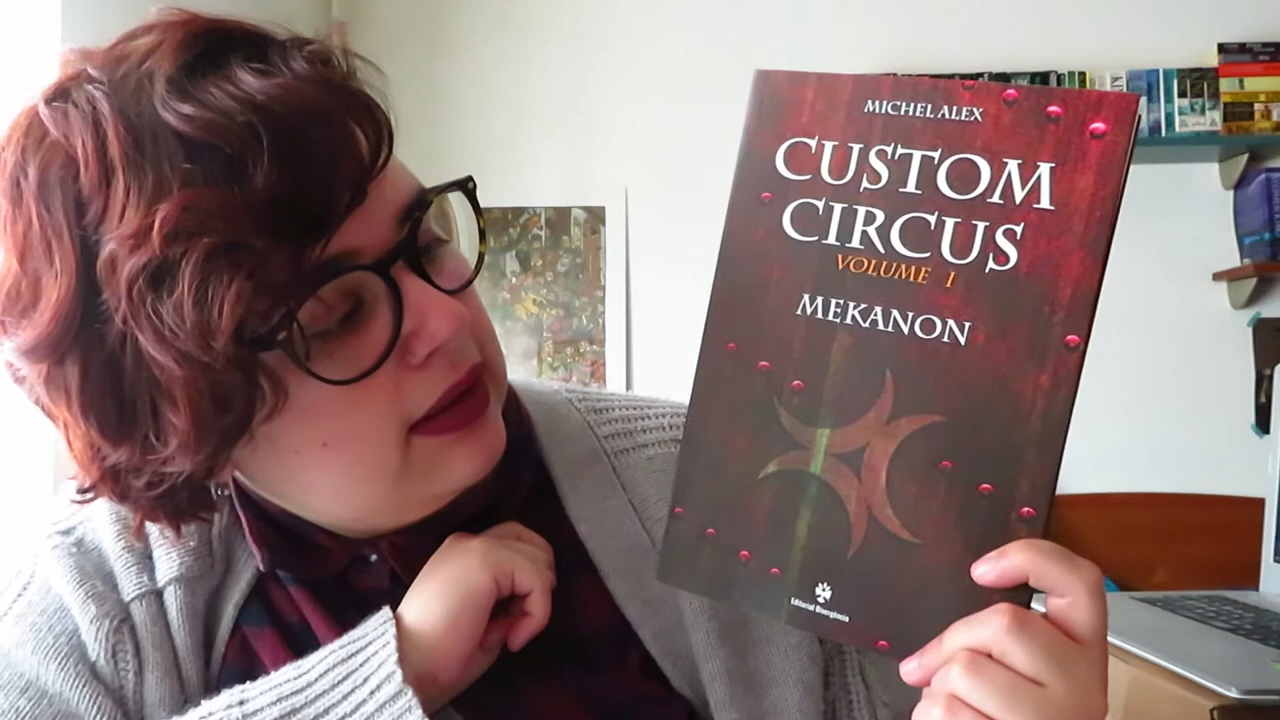 MICHEL ALEX
CUSTOM
CIRCUS
VOLUME I
MEKANON
Editorial Divergência